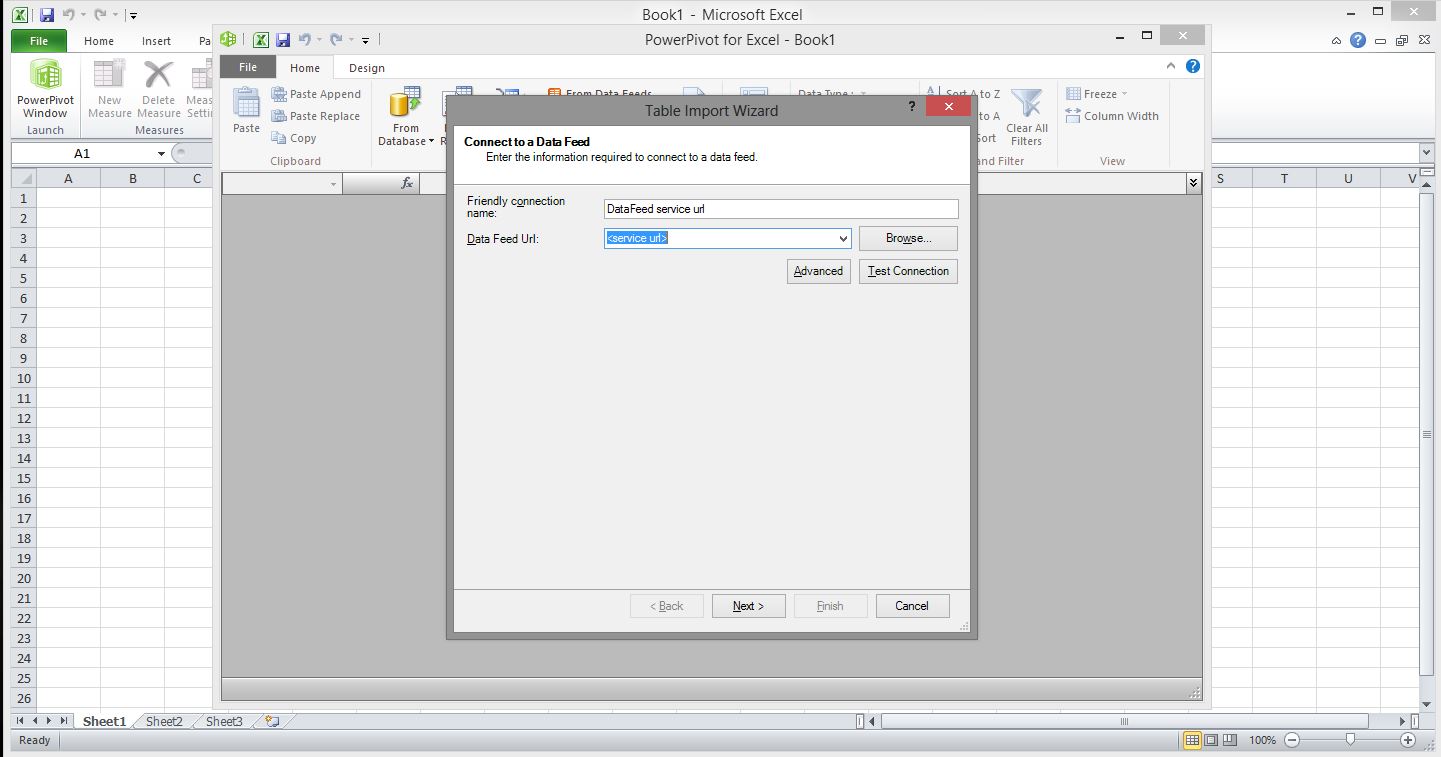 Book1 - Microsoft Excel
File Home Insert Pa
PowerPivot Window
Launch
New Measure
Delete Measure
Meas Setti
Measures
A1
A B C S T U V
1
2
3
4
5
6
7
8
9
10
11
12
13
14
15
16
17
18
19
20
21
22
23
24
25
26
PowerPivot for Excel - Book1
File Home Design
Paste
Paste Append
Paste Replace
Copy
Clipboard
From Database
From Data Feeds
Data Type :
Sort A to Z
to A
Sort
Clear All Filters
and Filter
Freeze
Column Width
View
fx
Table Import Wizard
Connect to a Data Feed
Enter the information required to connect to a data feed.
Friendly connection name:
DataFeed service url
Data Feed Url:
<service url>
Browse...
Advanced
Test Connection
< Back
Next >
Finish
Cancel
Sheet1 Sheet2 Sheet3
Ready
100%